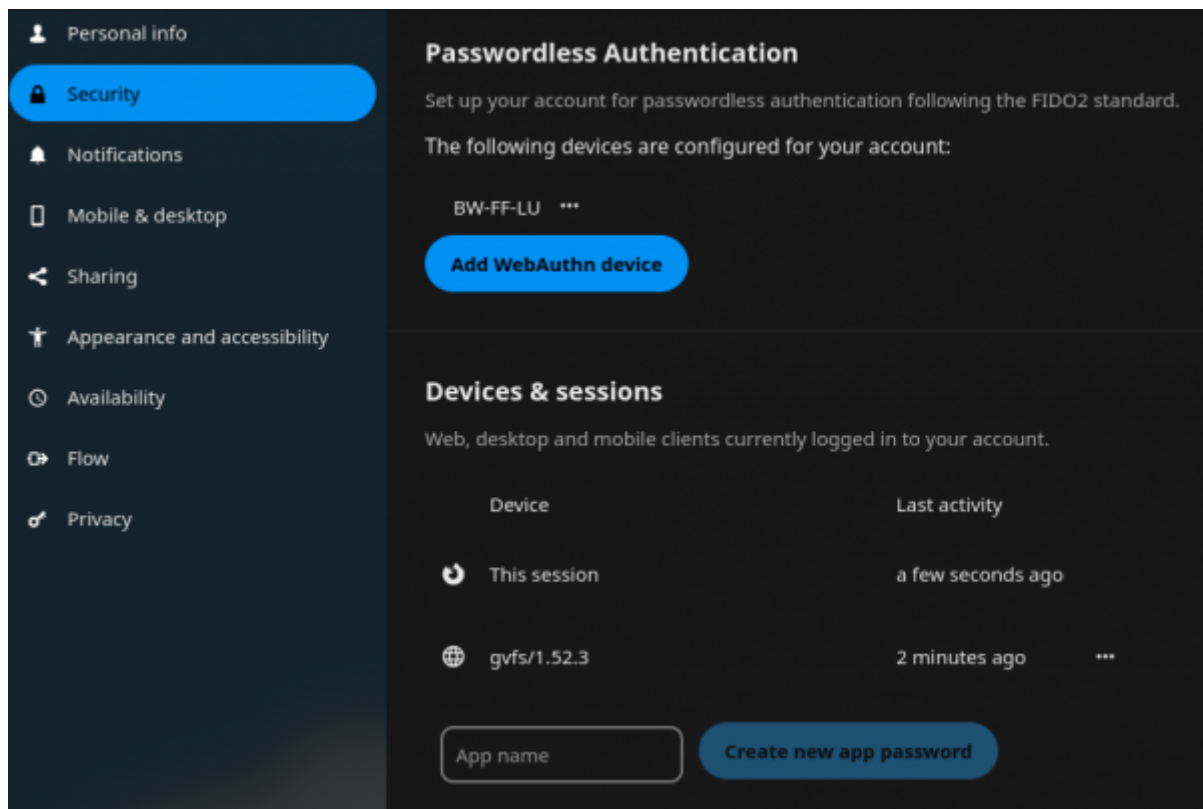 Personal info
Security
Notifications
Mobile & desktop
Sharing
Appearance and accessibility
Availability
Flow
Privacy
Passwordless Authentication
Set up your account for passwordless authentication following the FIDO2 standard.
The following devices are configured for your account:
BW-FF-LU ···
Add WebAuthn device
Devices & sessions
Web, desktop and mobile clients currently logged in to your account.
Device Last activity
This session a few seconds ago
gvfs/1.52.3 2 minutes ago ···
App name Create new app password